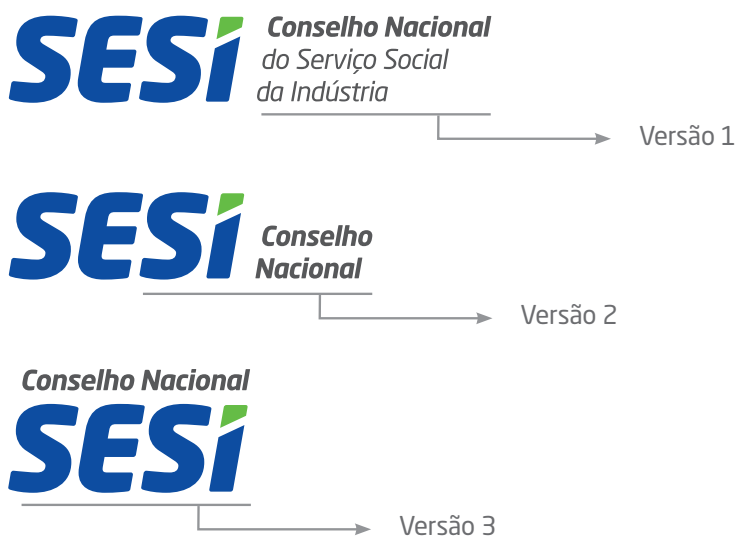 SESI
Conselho Nacional
do Serviço Social
da Indústria
Versão 1
SESI
Conselho
Nacional
Versão 2
Conselho Nacional
SESI
Versão 3